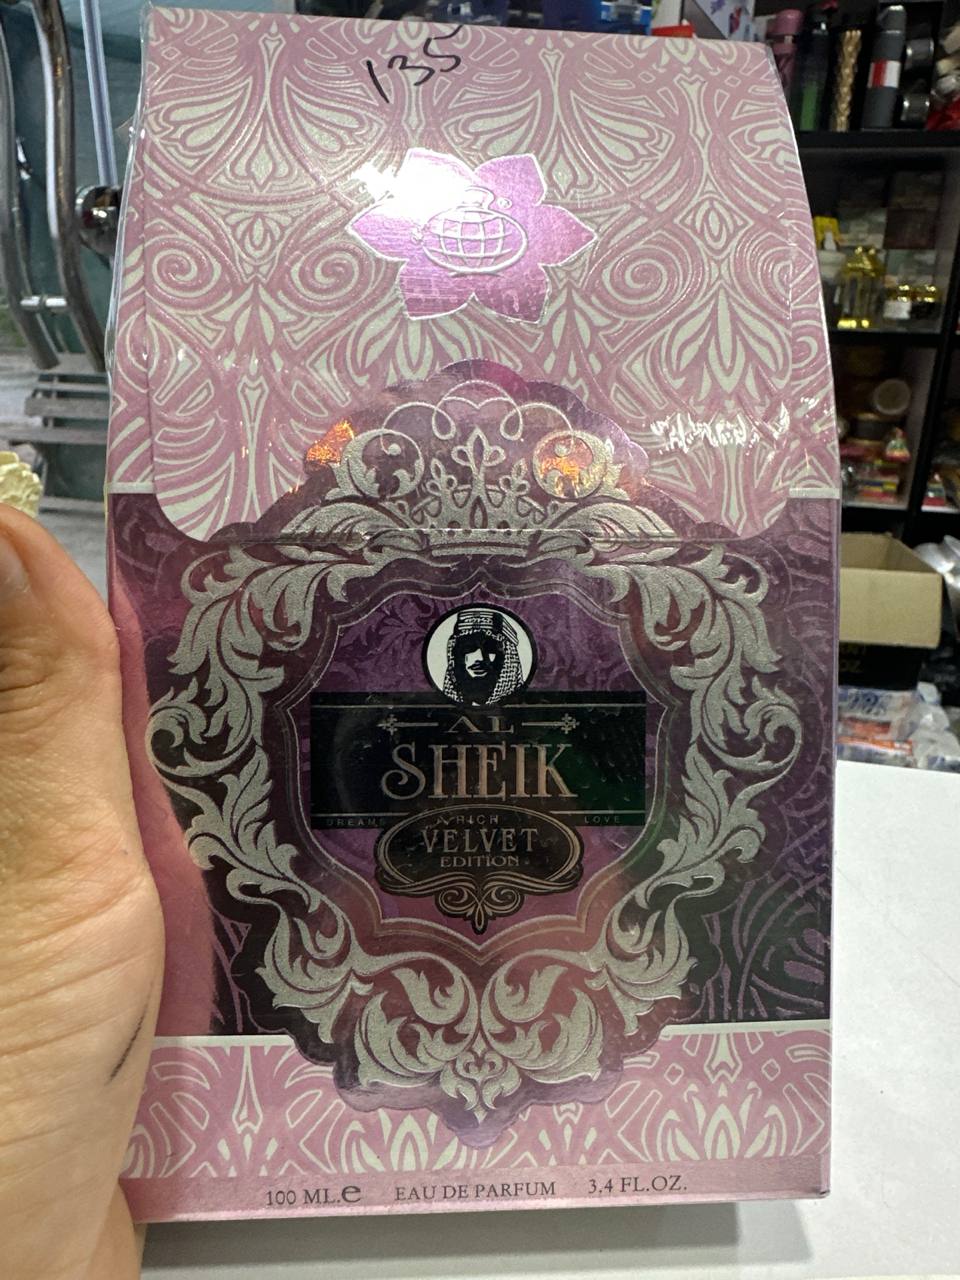 135
AL
SHEIK
DREAMS RICH LOVE
VELVET
EDITION
100 ML.e EAU DE PARFUM 3.4 FL.OZ.